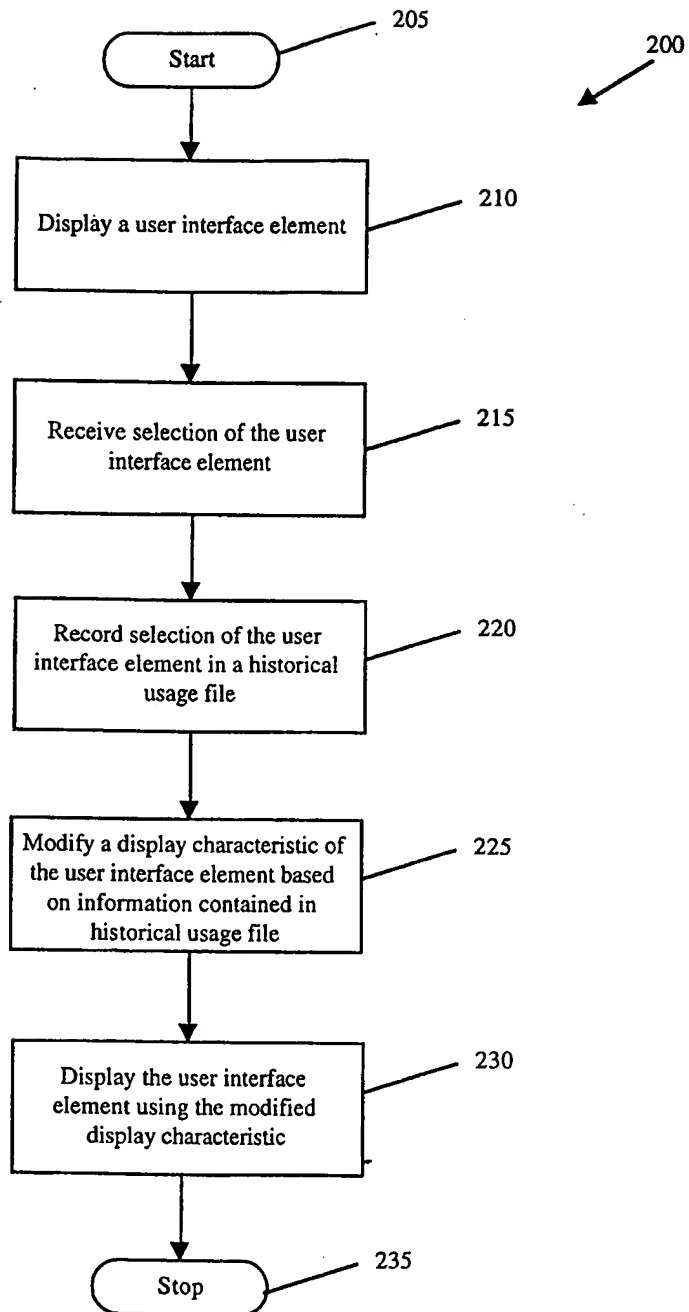 205
Start
200
210
Display a user interface element
215
Receive selection of the user
interface element
220
Record selection of the user
interface element in a historical
usage file
Modify a display characteristic of
225
the user interface element based
on information contained in
historical usage file
230
Display the user interface
element using the modified
display characteristic
235
Stop